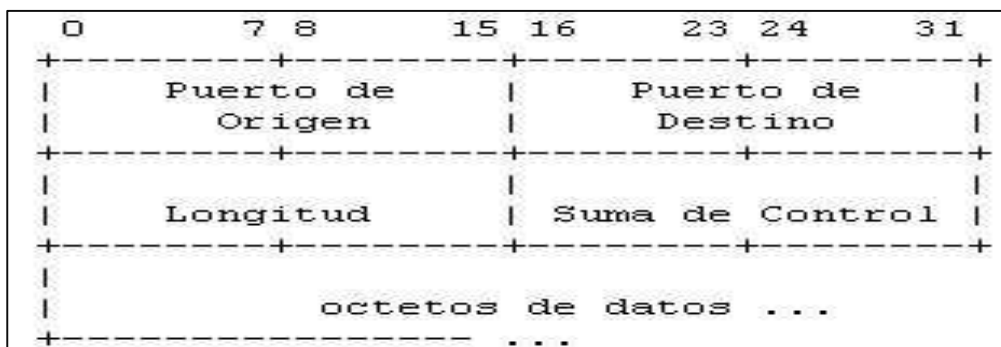 0 7 8 15 16 23 24 31
+---------+---------+---------+---------+
| Puerto de | Puerto de |
| Origen | Destino |
+---------+---------+---------+---------+
| | |
| Longitud | Suma de Control |
+---------+---------+---------+---------+
|
| octetos de datos ...
+------------------ ...